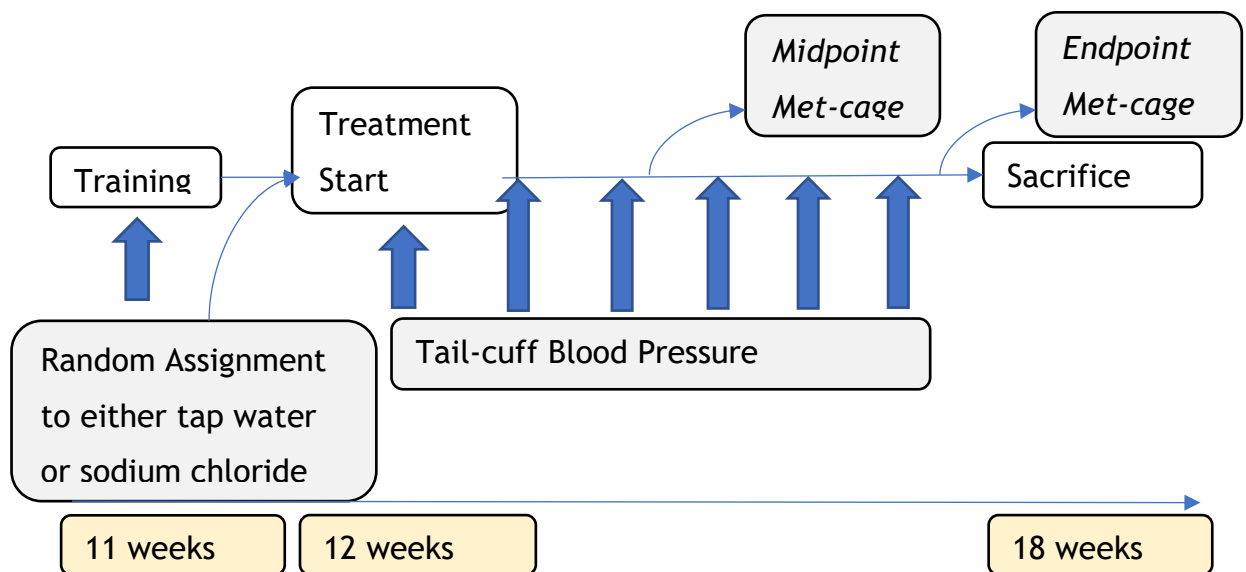 Midpoint
Met-cage
Endpoint
Met-cage
Treatment
Start
Training
Sacrifice
Random Assignment
to either tap water
or sodium chloride
Tail-cuff Blood Pressure
11 weeks
12 weeks
18 weeks